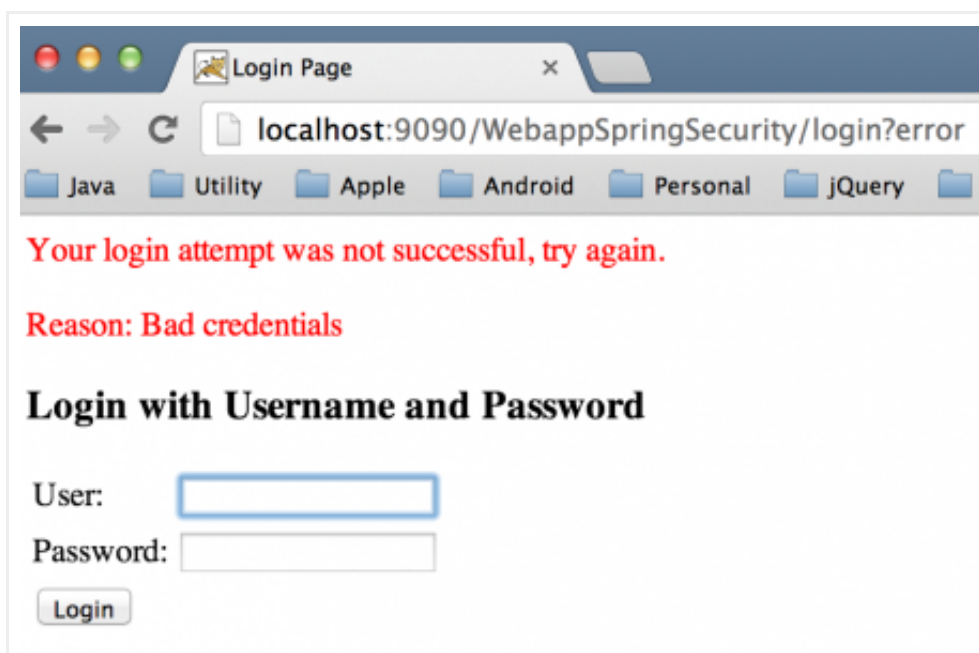 Login Page
localhost:9090/WebappSpringSecurity/login?error
Java Utility Apple Android Personal jQuery
Your login attempt was not successful, try again.
Reason: Bad credentials
Login with Username and Password
User:
Password:
Login